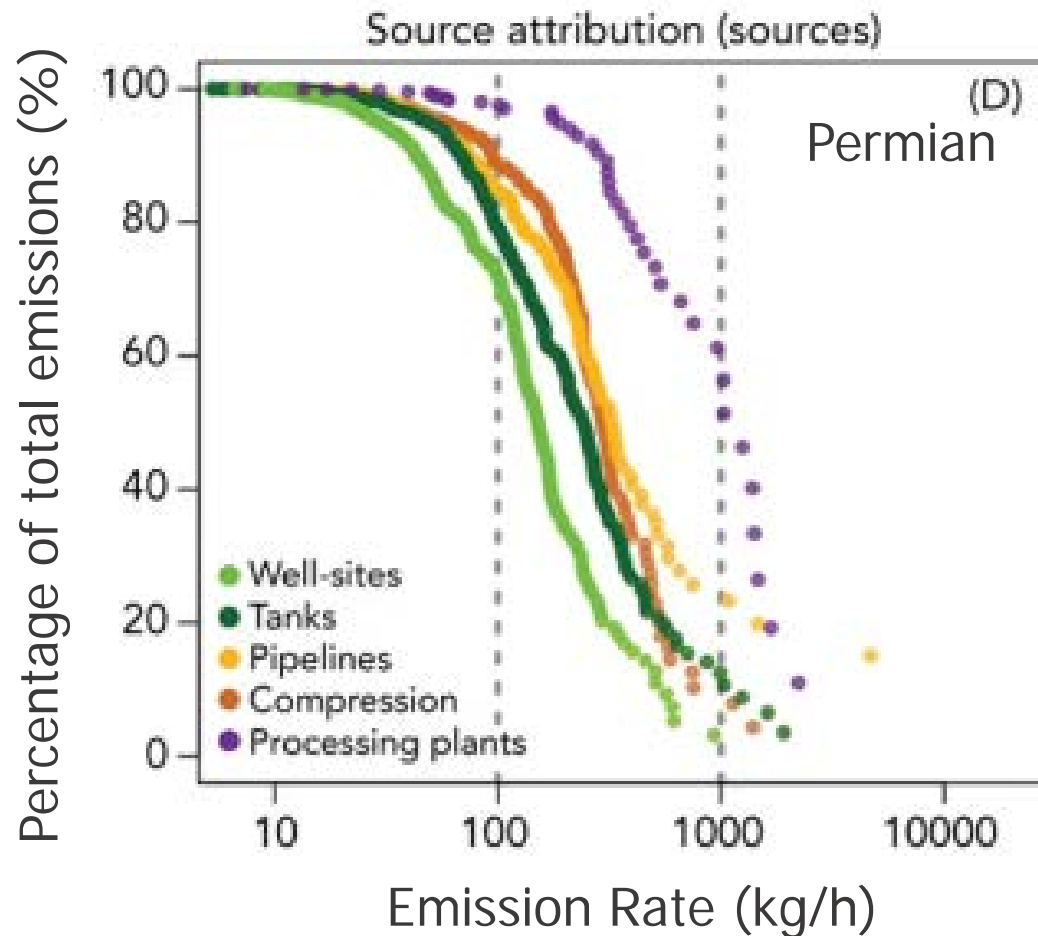 Source attribution (sources)
(D)
Permian
Percentage of total emissions (%)
100
80
60
40
20
0
Well-sites
Tanks
Pipelines
Compression
Processing plants
10 100 1000 10000
Emission Rate (kg/h)